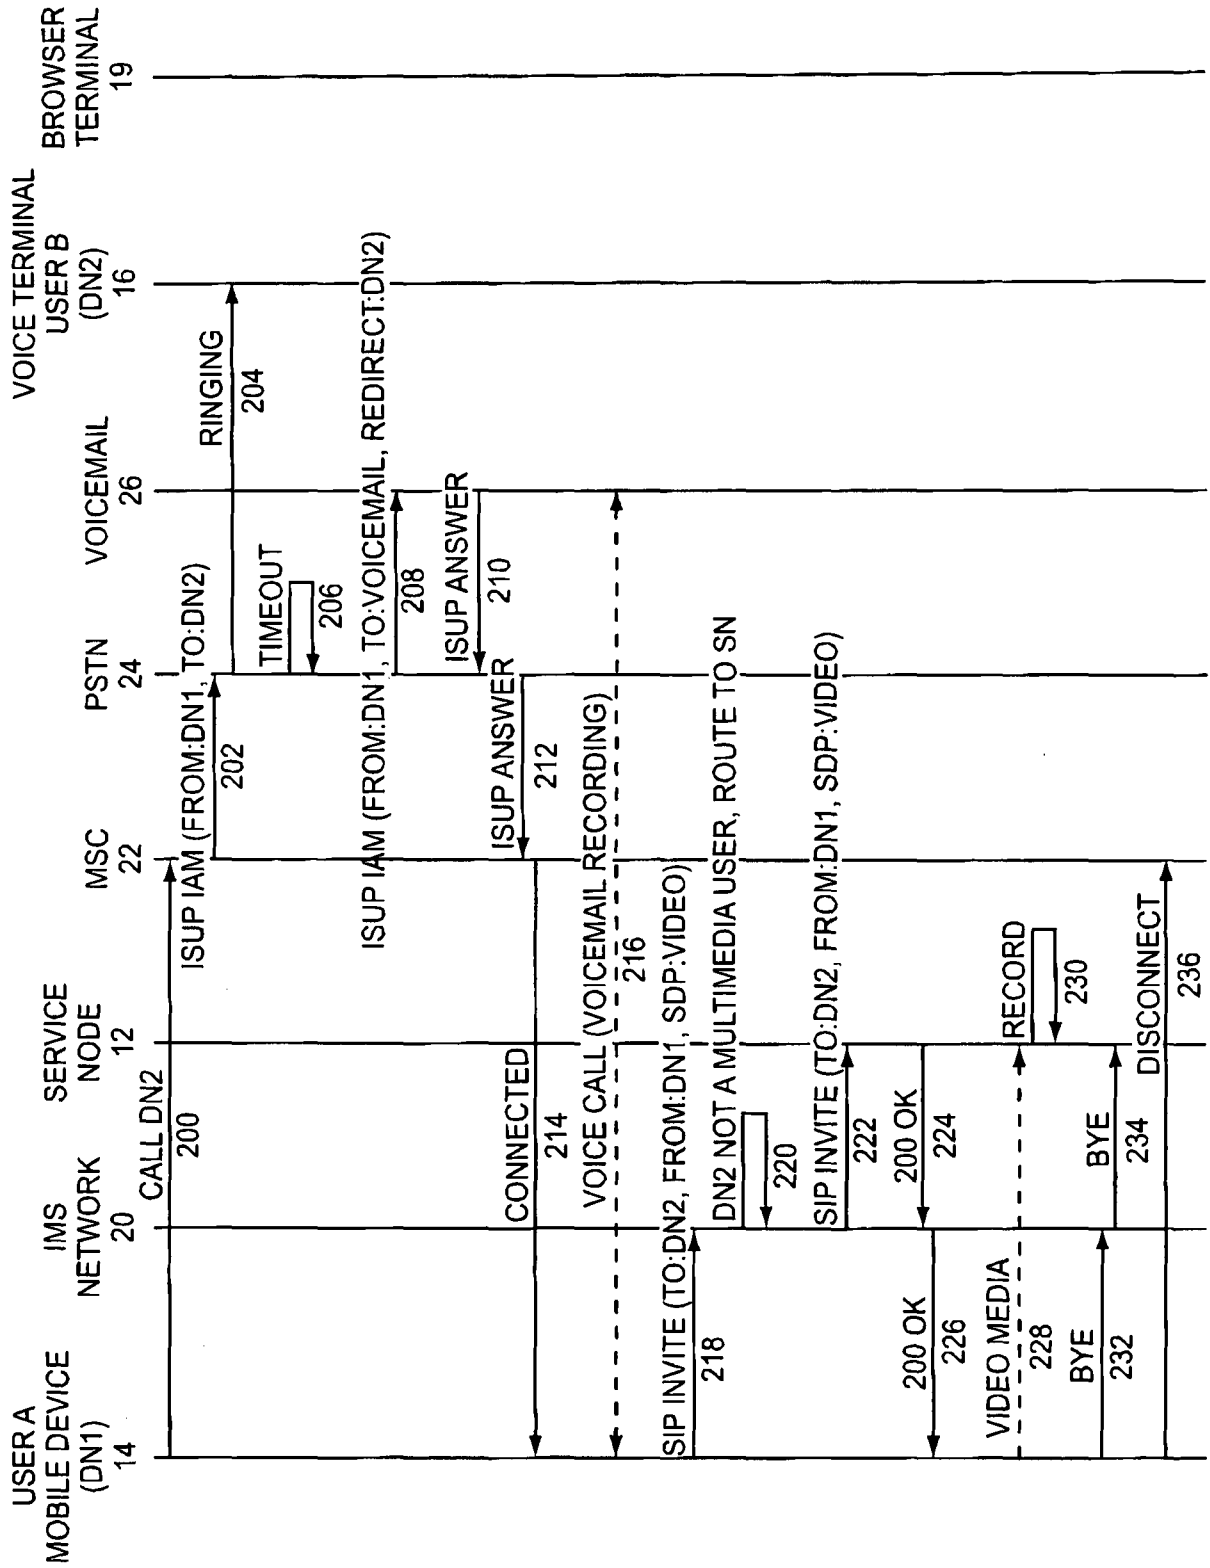 USER A
MOBILE DEVICE
(DN1)
14
IMS
NETWORK
20
SERVICE
NODE
12
MSC
22
PSTN
24
VOICEMAIL
26
VOICE TERMINAL
USER B
(DN2)
16
BROWSER
TERMINAL
19
CALL DN2
200
ISUP IAM (FROM:DN1, TO:DN2)
202
RINGING
204
TIMEOUT
206
ISUP IAM (FROM:DN1, TO:VOICEMAIL, REDIRECT:DN2)
208
ISUP ANSWER
210
ISUP ANSWER
212
CONNECTED
214
VOICE CALL (VOICEMAIL RECORDING)
216
SIP INVITE (TO:DN2, FROM:DN1, SDP:VIDEO)
218
DN2 NOT A MULTIMEDIA USER, ROUTE TO SN
220
SIP INVITE (TO:DN2, FROM:DN1, SDP:VIDEO)
222
200 OK
224
200 OK
226
VIDEO MEDIA
228
RECORD
230
BYE
232
BYE
234
DISCONNECT
236